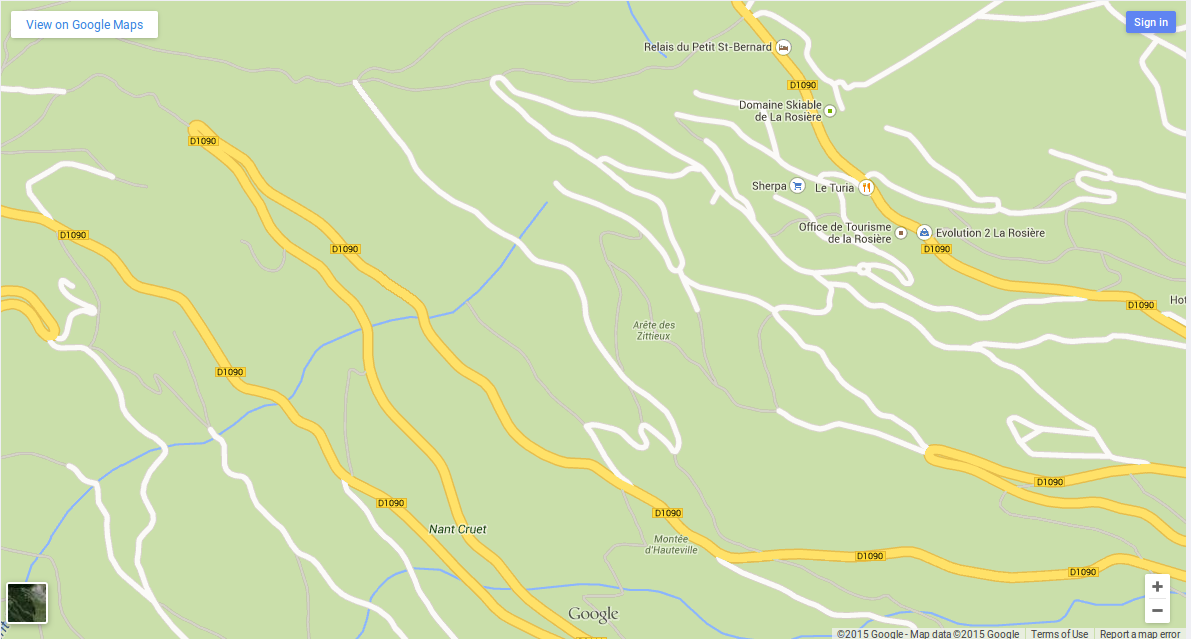 View on Google Maps
Sign in
Relais du Petit St-Bernard
D1090
Domaine Skiable
de La Rosière
D1090
Sherpa
Le Turia
Office de Tourisme
de la Rosière
Evolution 2 La Rosière
D1090
D1090
D1090
Hot
D1090
Arête des
Zittieux
D1090
D1090
D1090
D1090
Nant Cruet
Montée
d'Hauteville
D1090
D1090
Google
©2015 Google - Map data ©2015 Google
Terms of Use
Report a map error